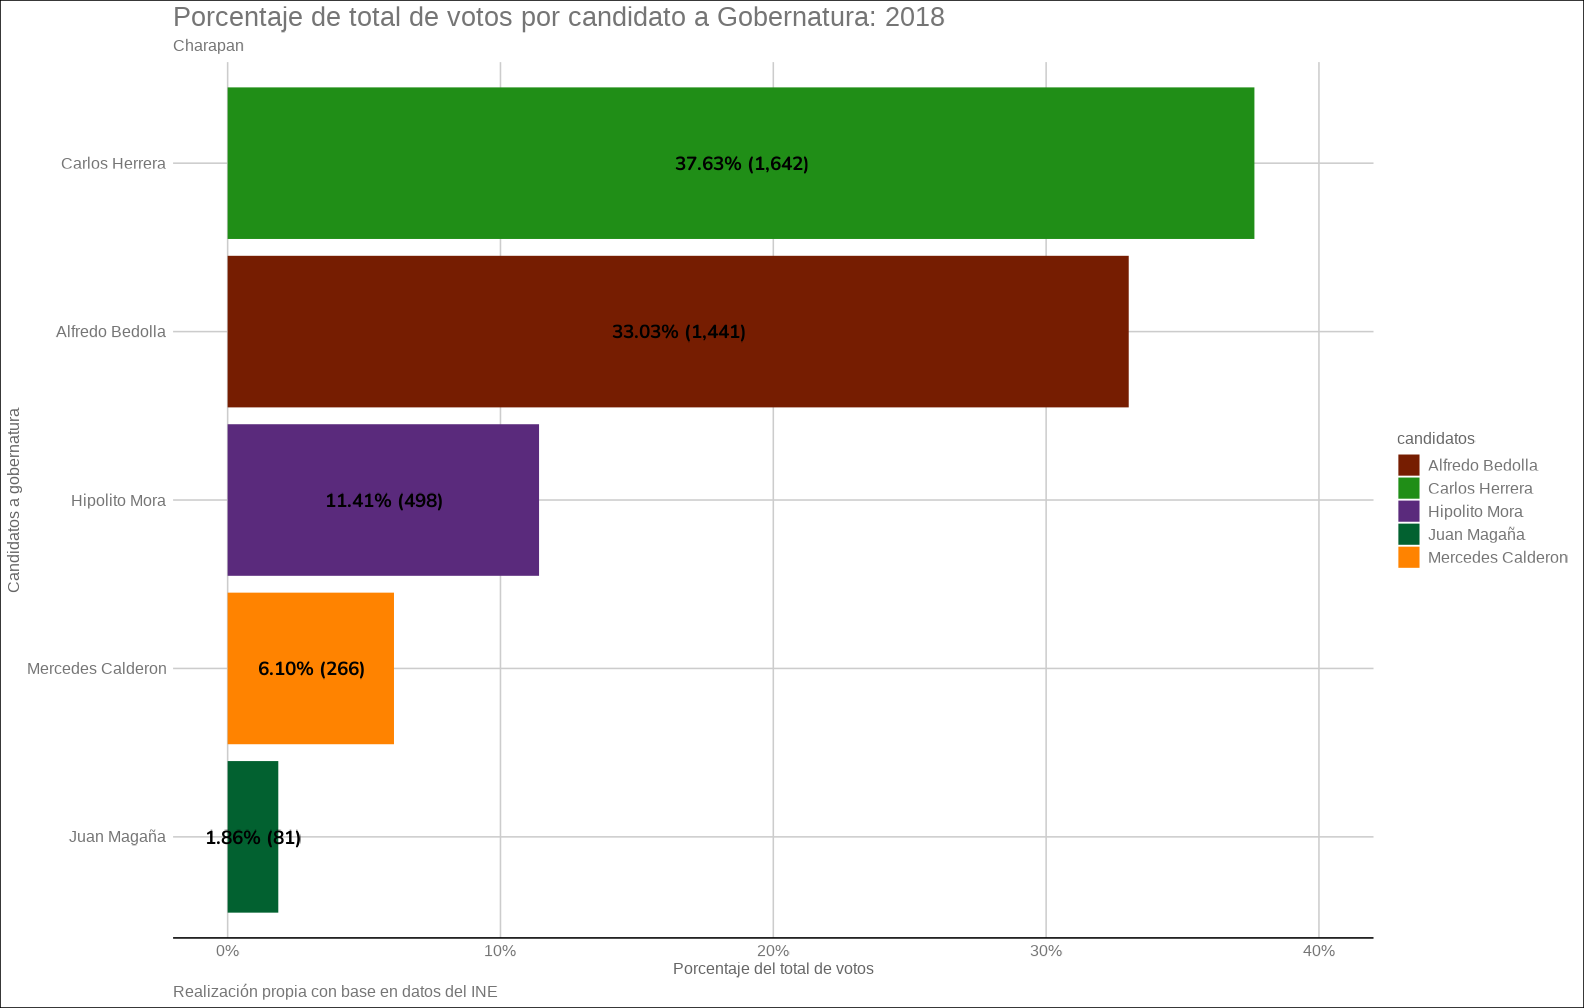 Porcentaje de total de votos por candidato a Gobernatura: 2018
Charapan
Candidatos a gobernatura
Carlos Herrera
37.63% (1,642)
Alfredo Bedolla
33.03% (1,441)
Hipolito Mora
11.41% (498)
Mercedes Calderon
6.10% (266)
Juan Magaña
1.86% (81)
0%
10%
20%
30%
40%
Porcentaje del total de votos
candidatos
Alfredo Bedolla
Carlos Herrera
Hipolito Mora
Juan Magaña
Mercedes Calderon
Realización propia con base en datos del INE